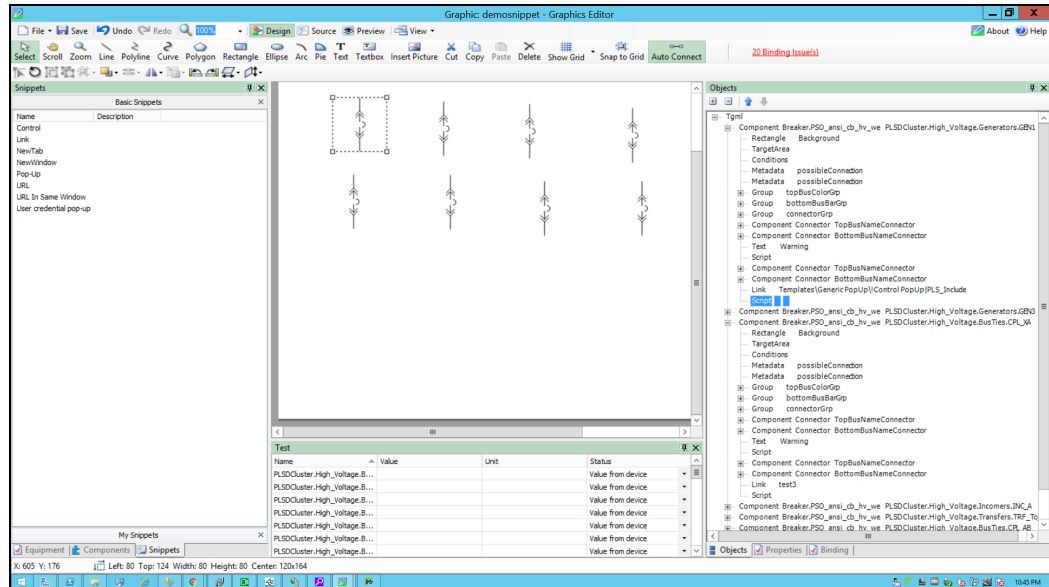 Graphic: demosnippet - Graphics Editor
File Save Undo Redo 100% Design Source Preview View About Help
Select Scroll Zoom Line Polyline Curve Polygon Rectangle Ellipse Arc Pie Text Textbox Insert Picture Cut Copy Paste Delete Show Grid Snap to Grid Auto Connect 20 Binding Issue(s)
Snippets
Basic Snippets
Name Description
Control
Link
NewTab
NewWindow
Pop-Up
URL
URL In Same Window
User credential pop-up
My Snippets
Equipment Components Snippets
Test
Name Value Unit Status
PLSDCluster.High_Voltage.B... Value from device
PLSDCluster.High_Voltage.B... Value from device
PLSDCluster.High_Voltage.B... Value from device
PLSDCluster.High_Voltage.B... Value from device
PLSDCluster.High_Voltage.B... Value from device
PLSDCluster.High_Voltage.B... Value from device
PLSDCluster.High_Voltage.B... Value from device
Objects
Tgml
Component Breaker.PSO_ansi_cb_hv_we PLSDCluster.High_Voltage.Generators.GEN1
Rectangle Background
TargetArea
Conditions
Metadata possibleConnection
Metadata possibleConnection
Group topBusColorGrp
Group bottomBusBarGrp
Group connectorGrp
Component Connector TopBusNameConnector
Component Connector BottomBusNameConnector
Text Warning
Script
Component Connector TopBusNameConnector
Component Connector BottomBusNameConnector
Link Templates\Generic PopUp\!Control PopUp|PLS_Include
Script
Component Breaker.PSO_ansi_cb_hv_we PLSDCluster.High_Voltage.Generators.GEN3
Component Breaker.PSO_ansi_cb_hv_we PLSDCluster.High_Voltage.BusTies.CPL_XA
Rectangle Background
TargetArea
Conditions
Metadata possibleConnection
Metadata possibleConnection
Group topBusColorGrp
Group bottomBusBarGrp
Group connectorGrp
Component Connector TopBusNameConnector
Component Connector BottomBusNameConnector
Text Warning
Script
Component Connector TopBusNameConnector
Component Connector BottomBusNameConnector
Link test3
Script
Component Breaker.PSO_ansi_cb_hv_we PLSDCluster.High_Voltage.Incomers.INC_A
Component Breaker.PSO_ansi_cb_hv_we PLSDCluster.High_Voltage.Transfers.TRF_To
Component Breaker.PSO_ansi_cb_hv_we PLSDCluster.High_Voltage.BusTies.CPL_AB
Objects Properties Binding
X: 605 Y: 176 Left: 80 Top: 124 Width: 80 Height: 80 Center: 120x164
10:45 PM